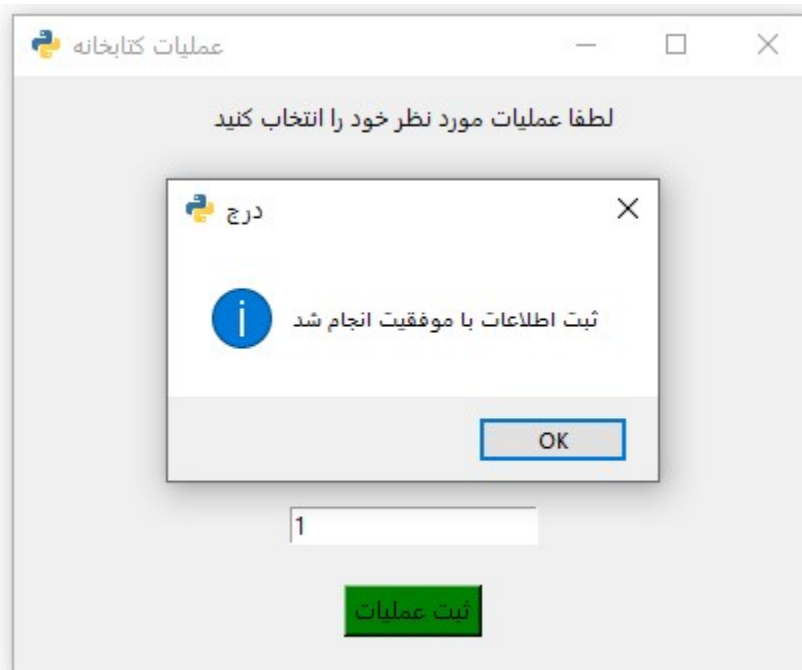 عملیات کتابخانه
لطفا عملیات مورد نظر خود را انتخاب کنید
درج
ثبت اطلاعات با موفقیت انجام شد
OK
1
ثبت عملیات